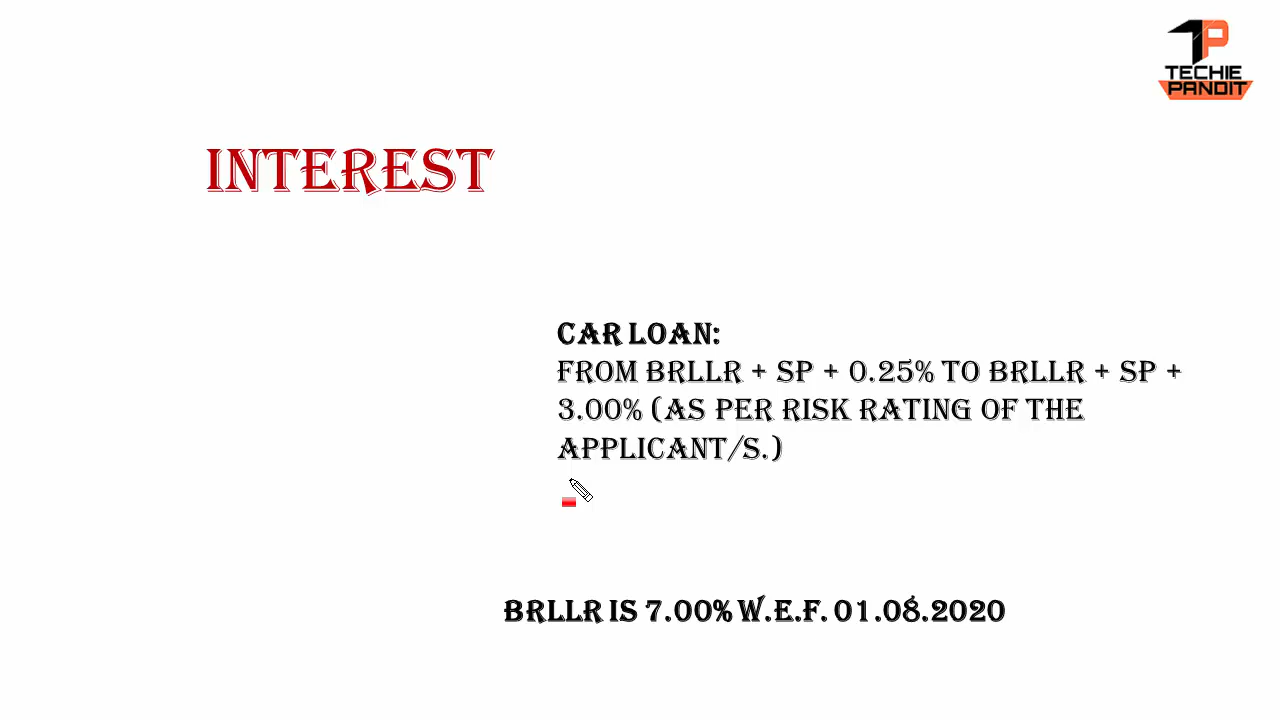 TP
TECHIE
PANDIT
INTEREST
CAR LOAN:
FROM BRLLR + SP + 0.25% TO BRLLR + SP +
3.00% (AS PER RISK RATING OF THE
APPLICANT/S.)
BRLLR IS 7.00% W.E.F. 01.08.2020